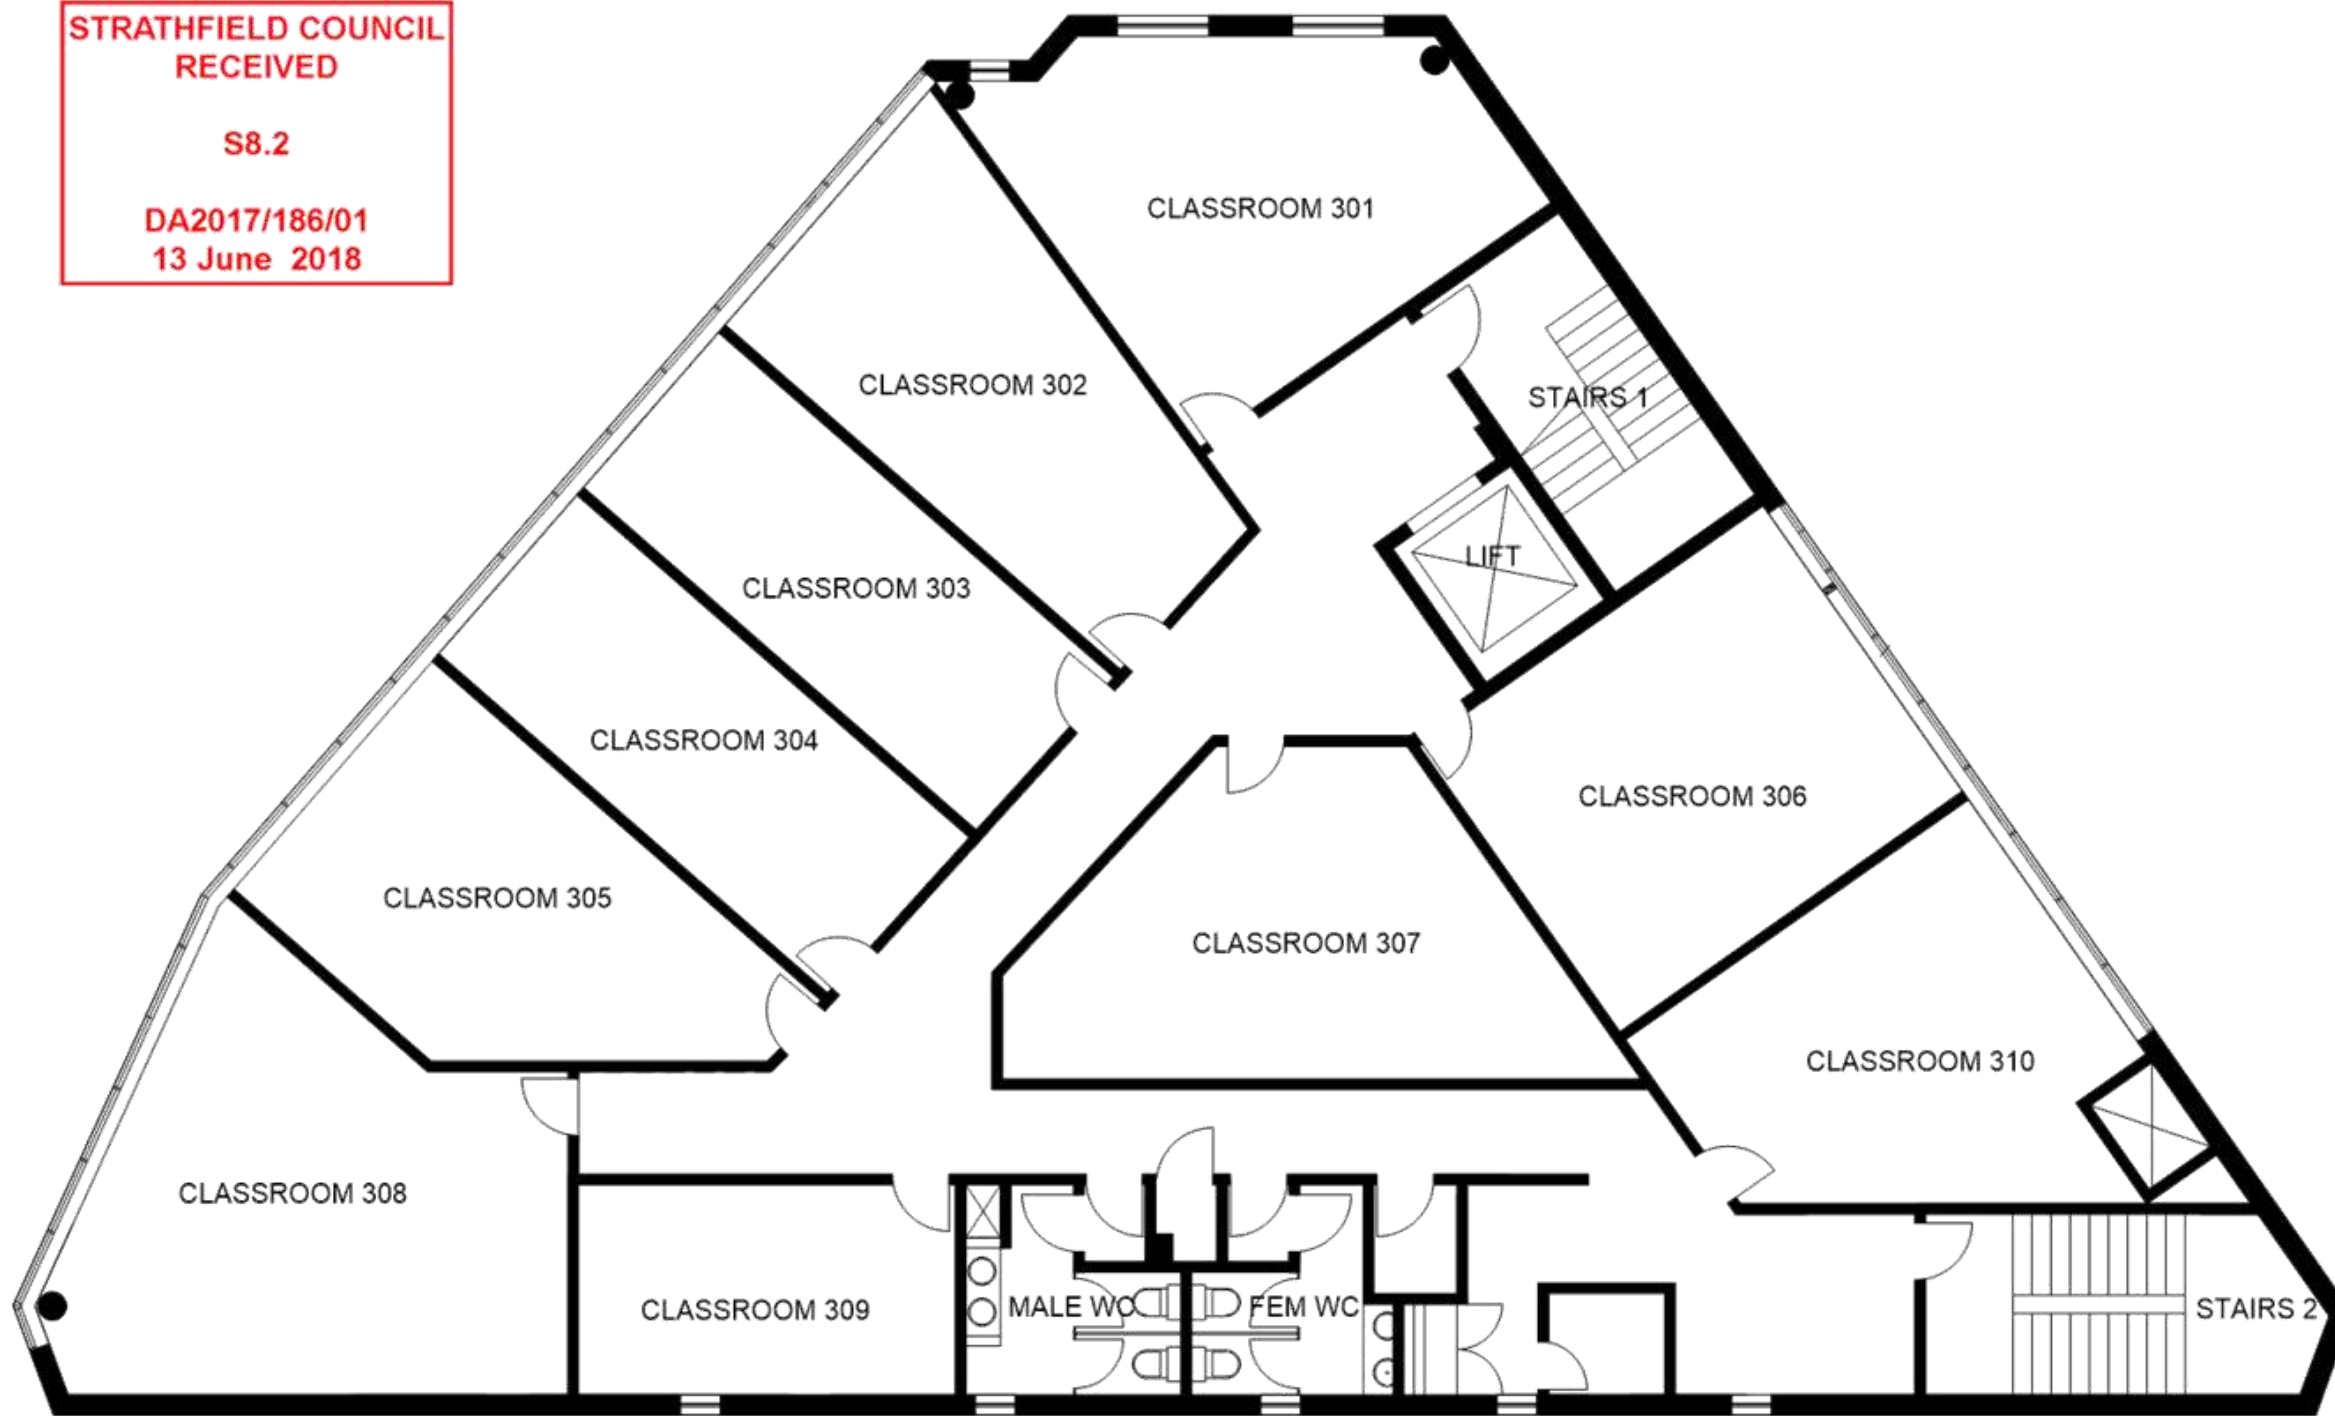 STRATHFIELD COUNCIL
RECEIVED
S8.2
DA2017/186/01
13 June 2018
CLASSROOM 301
CLASSROOM 302
STAIRS 1
LIFT
CLASSROOM 303
CLASSROOM 304
CLASSROOM 306
CLASSROOM 305
CLASSROOM 307
CLASSROOM 310
CLASSROOM 308
CLASSROOM 309
MALE WC
FEM WC
STAIRS 2